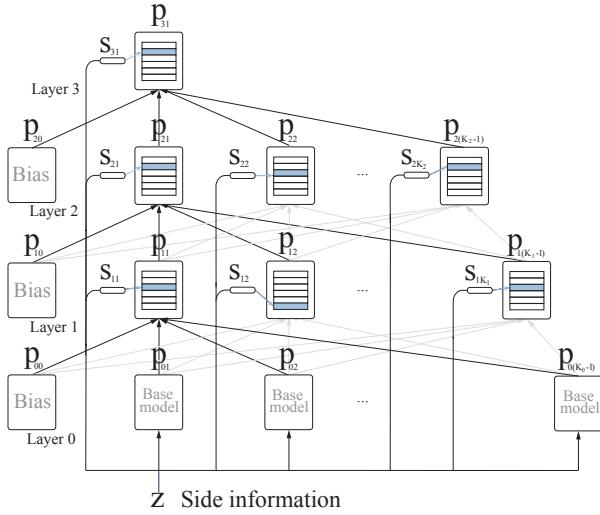 p31
s31
Layer 3
p20 p21 p22 p2(K2-1)
s21 s22 s2K2
Bias ...
Layer 2
p10 p11 p12 p1(K1-1)
s11 s12 s1K1
Bias ...
Layer 1
p00 p01 p02 p0(K0-1)
Bias Base model Base model ... Base model
Layer 0
z Side information